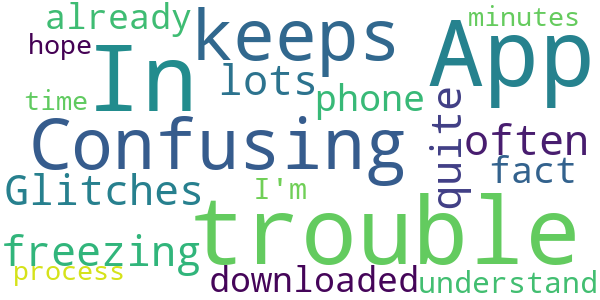 already
keeps
App
minutes
hope
In
lots
time
phone
quite
Confusing
often
fact
Glitches
I'm
trouble
freezing
process
downloaded
understand